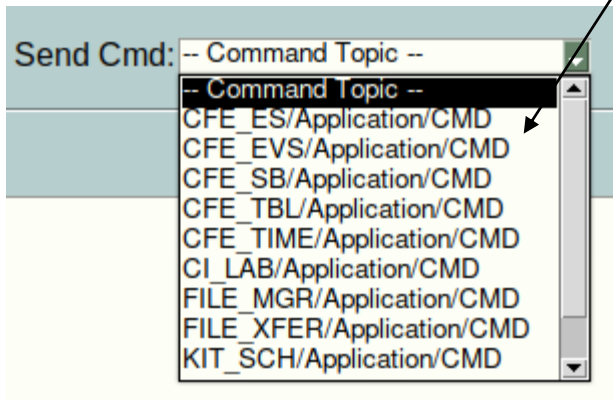 Send Cmd: -- Command Topic --
-- Command Topic --
CFE_ES/Application/CMD
CFE_EVS/Application/CMD
CFE_SB/Application/CMD
CFE_TBL/Application/CMD
CFE_TIME/Application/CMD
CI_LAB/Application/CMD
FILE_MGR/Application/CMD
FILE_XFER/Application/CMD
KIT_SCH/Application/CMD